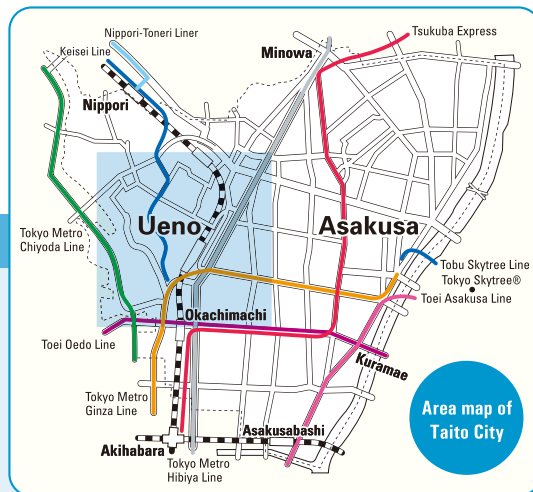 Nippori-Toneri Liner
Tsukuba Express
Keisei Line
Minowa
Nippori
Ueno
Asakusa
Tokyo Metro
Chiyoda Line
Tobu Skytree Line
Tokyo Skytree®
Toei Asakusa Line
Okachimachi
Toei Oedo Line
Kuramae
Tokyo Metro
Ginza Line
Area map of
Taito City
Asakusabashi
Akihabara
Tokyo Metro
Hibiya Line